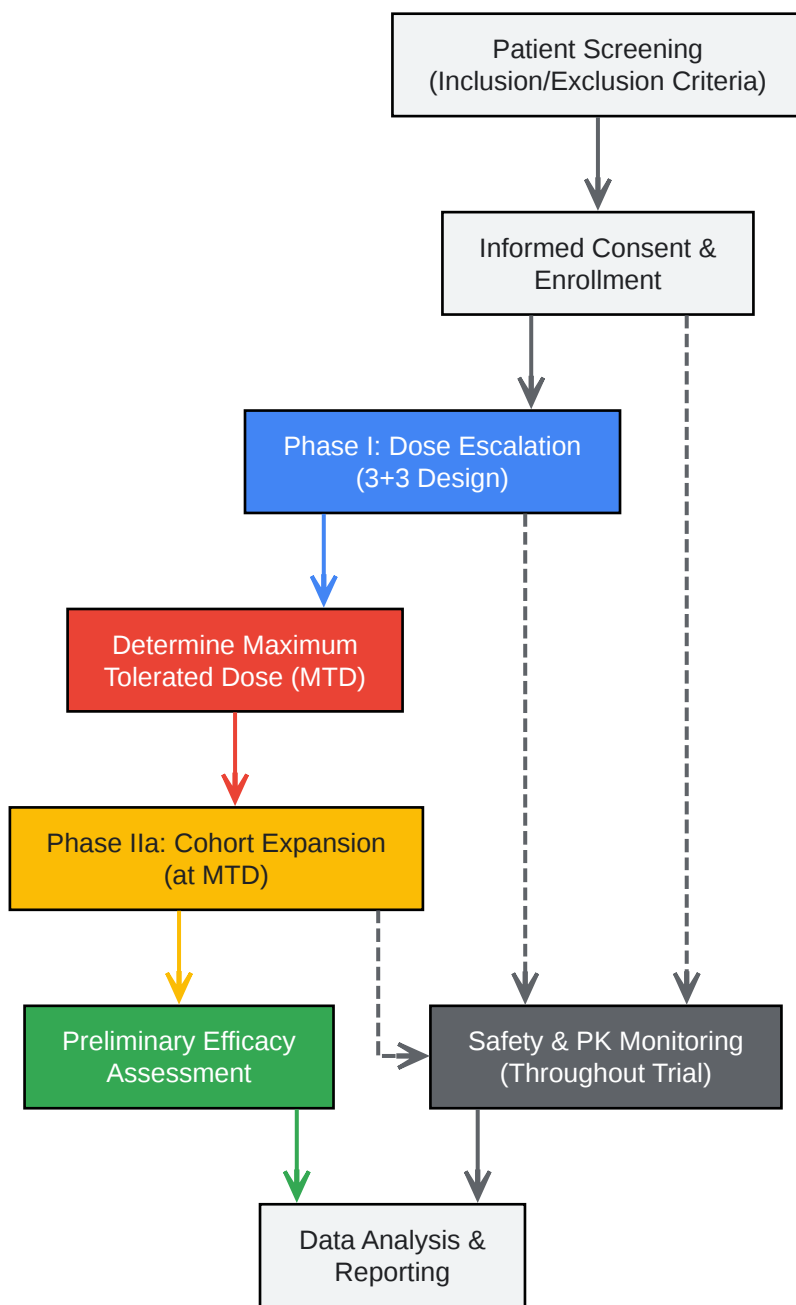 Patient Screening
(Inclusion/Exclusion Criteria)
Informed Consent &
Enrollment
Phase I: Dose Escalation
(3+3 Design)
Determine Maximum
Tolerated Dose (MTD)
Phase IIa: Cohort Expansion
(at MTD)
Preliminary Efficacy
Assessment
Safety & PK Monitoring
(Throughout Trial)
Data Analysis &
Reporting